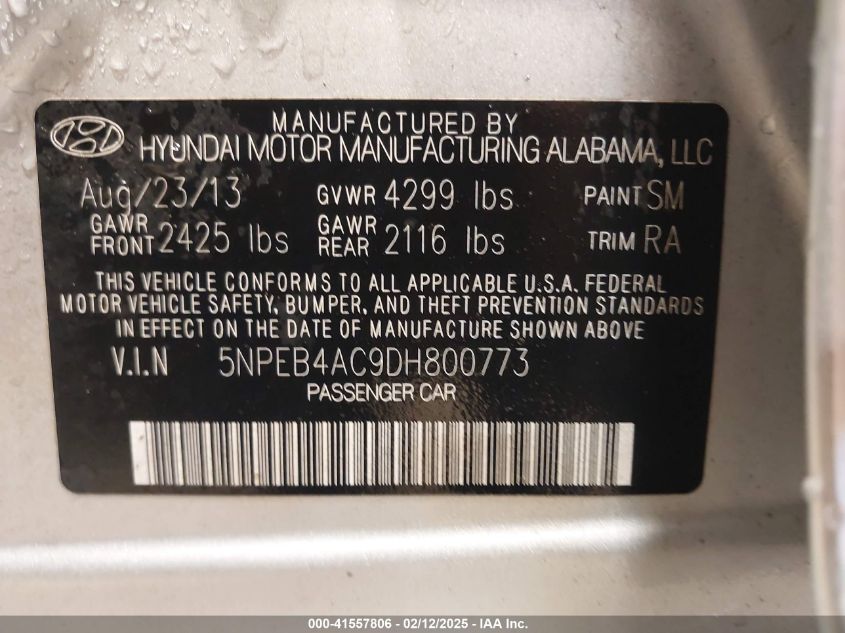 MANUFACTURED BY
HYUNDAI MOTOR MANUFACTURING ALABAMA, LLC
Aug/23/13 GVWR 4299 lbs PAINT SM
GAWR FRONT 2425 lbs GAWR REAR 2116 lbs TRIM RA
THIS VEHICLE CONFORMS TO ALL APPLICABLE U.S.A. FEDERAL
MOTOR VEHICLE SAFETY, BUMPER, AND THEFT PREVENTION STANDARDS
IN EFFECT ON THE DATE OF MANUFACTURE SHOWN ABOVE
V.I.N 5NPEB4AC9DH800773
PASSENGER CAR
000-41557806 - 02/12/2025 - IAA Inc.